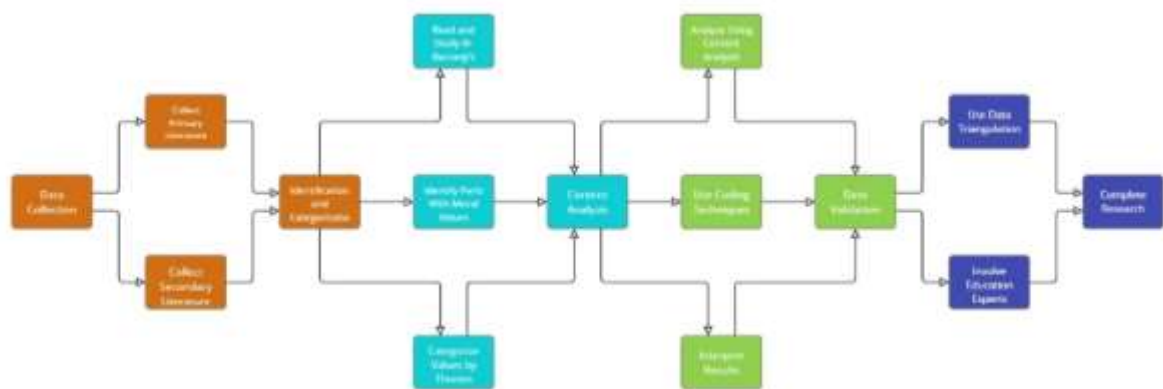 Read and
Study Al-
Barzanji's
Analyze Using
Content
Analysis
Collect
Primary
Literature
Use Data
Triangulation
Data
Collection
Identification
and
Categorization
Identify Parts
With Moral
Values
Content
Analysis
Use Coding
Techniques
Data
Validation
Complete
Research
Collect
Secondary
Literature
Involve
Education
Experts
Categorize
Values by
Themes
Interpret
Results